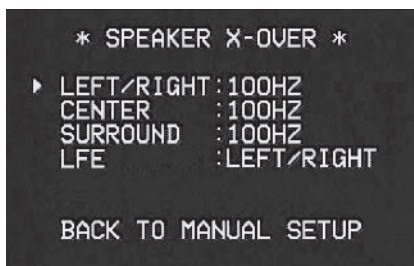 * SPEAKER X-OVER *
LEFT/RIGHT:100HZ
CENTER :100HZ
SURROUND :100HZ
LFE :LEFT/RIGHT
BACK TO MANUAL SETUP